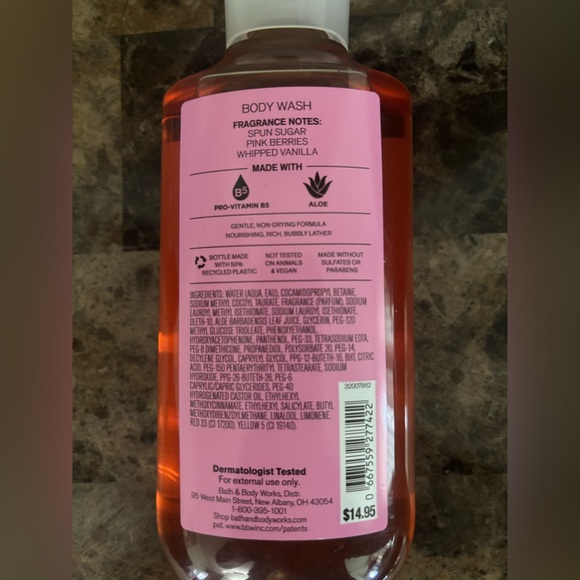 BODY WASH
FRAGRANCE NOTES:
SPUN SUGAR
PINK BERRIES
WHIPPED VANILLA
MADE WITH
B5
PRO-VITAMIN B5
ALOE
GENTLE, NON-DRYING FORMULA
NOURISHING, RICH, BUBBLY LATHER
BOTTLE MADE
WITH 50%
RECYCLED PLASTIC
NOT TESTED
ON ANIMALS
& VEGAN
MADE WITHOUT
SULFATES OR
PARABENS
INGREDIENTS: WATER (AQUA, EAU), COCAMIDOPROPYL BETAINE,
SODIUM METHYL COCOYL TAURATE, FRAGRANCE (PARFUM), SODIUM
LAUROYL METHYL ISETHIONATE, SODIUM LAUROYL ISETHIONATE,
OLETH-10, ALOE BARBADENSIS LEAF JUICE, GLYCERIN, PEG-120
METHYL GLUCOSE TRIOLEATE, PHENOXYETHANOL,
HYDROXYACETOPHENONE, PANTHENOL, PEG-33, TETRASODIUM EDTA,
PEG-8 DIMETHICONE, PROPANEDIOL, POLYSORBATE 20, PEG-14,
DECYLENE GLYCOL, CAPRYLYL GLYCOL, PPG-12-BUTETH-16, BHT, CITRIC
ACID, PEG-150 PENTAERYTHRITYL TETRASTEARATE, SODIUM
HYDROXIDE, PPG-26-BUTETH-26, PEG-6
CAPRYLIC/CAPRIC GLYCERIDES, PEG-40
HYDROGENATED CASTOR OIL, ETHYLHEXYL
METHOXYCINNAMATE, ETHYLHEXYL SALICYLATE, BUTYL
METHOXYDIBENZOYLMETHANE, LINALOOL, LIMONENE,
RED 33 (CI 17200), YELLOW 5 (CI 19140).
Dermatologist Tested
For external use only.
Bath & Body Works, Distr.
95 West Main Street, New Albany, OH 43054
1-800-395-1001
Shop bathandbodyworks.com
pat. www.bbwinc.com/patents
0 667559 277422
$14.95